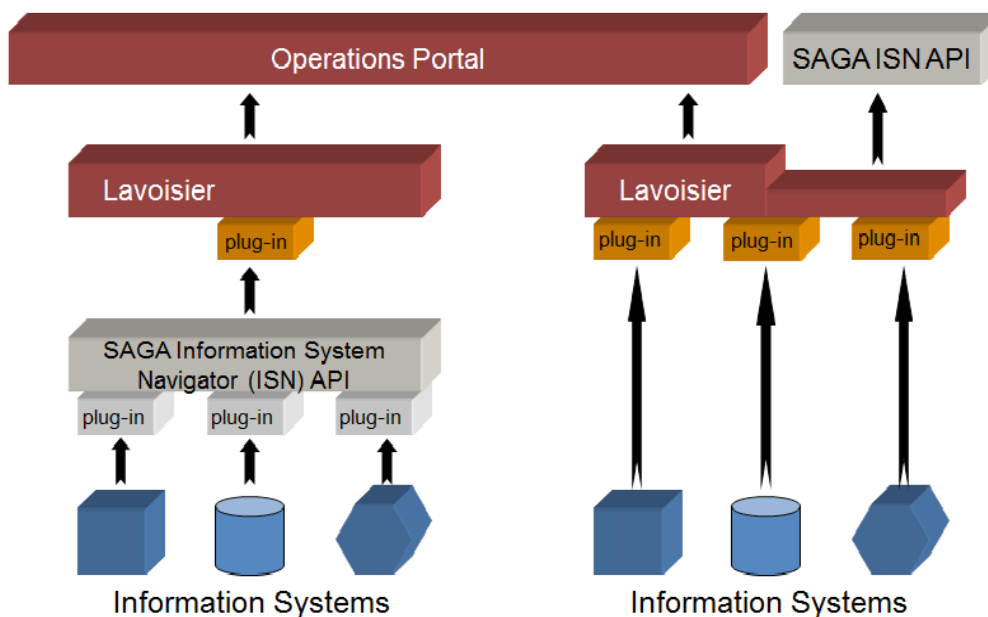 Operations Portal
SAGA ISN API
Lavoisier
plug-in
SAGA Information System
Navigator (ISN) API
plug-in
plug-in
plug-in
Information Systems
Lavoisier
plug-in
plug-in
plug-in
Information Systems